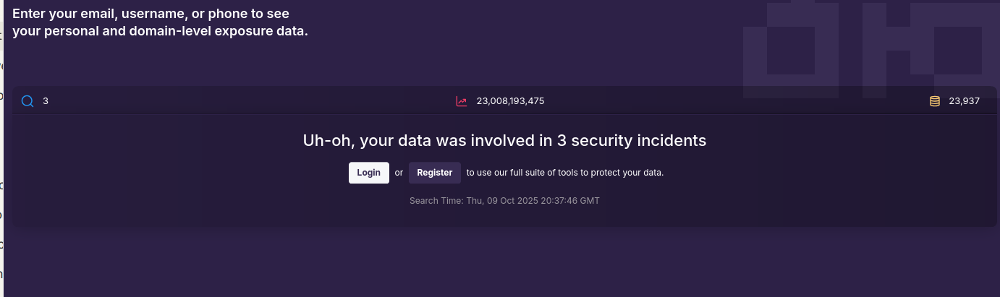 Enter your email, username, or phone to see
your personal and domain-level exposure data.
3 23,008,193,475 23,937
Uh-oh, your data was involved in 3 security incidents
Login or Register to use our full suite of tools to protect your data.
Search Time: Thu, 09 Oct 2025 20:37:46 GMT